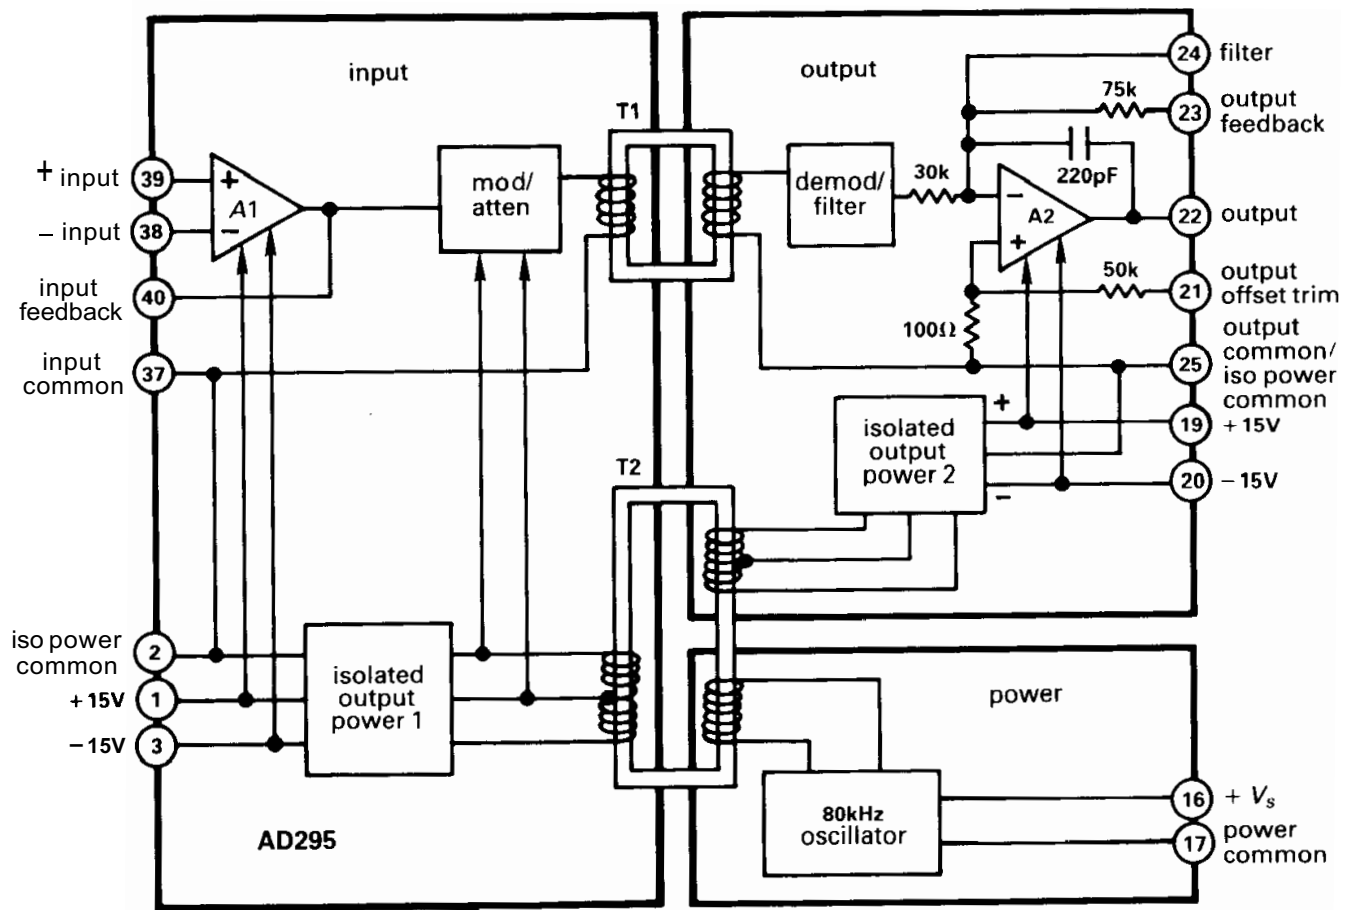 input
output
24 filter
75k
23 output
feedback
T1
+ input 39
+
A1
−
− input 38
mod/
atten
demod/
filter
30k
220pF
−
A2
+
22 output
input
feedback 40
50k
21 output
offset trim
100Ω
input
common 37
25 output
common/
iso power
common
isolated
output
power 2
+
−
19 +15V
20 −15V
T2
iso power
common 2
+15V 1
−15V 3
isolated
output
power 1
power
80kHz
oscillator
16 + Vs
17 power
common
AD295